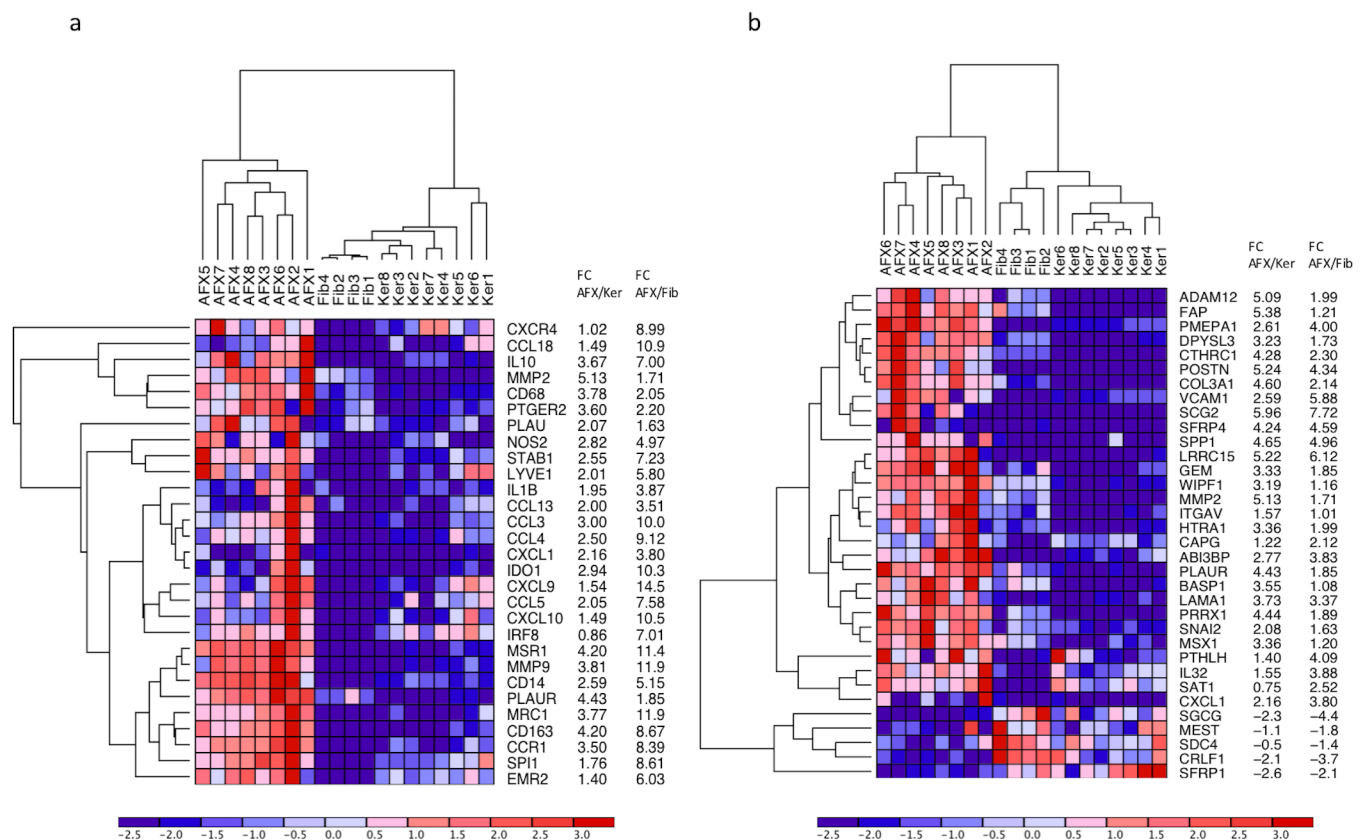 a
b
AFX5 AFX7 AFX4 AFX8 AFX3 AFX6 AFX2 AFX1 Fib4 Fib2 Fib3 Fib1 Ker8 Ker3 Ker2 Ker7 Ker4 Ker5 Ker6 Ker1
FC FC
AFX/Ker AFX/Fib
CXCR4 1.02 8.99
CCL18 1.49 10.9
IL10 3.67 7.00
MMP2 5.13 1.71
CD68 3.78 2.05
PTGER2 3.60 2.20
PLAU 2.07 1.63
NOS2 2.82 4.97
STAB1 2.55 7.23
LYVE1 2.01 5.80
IL1B 1.95 3.87
CCL13 2.00 3.51
CCL3 3.00 10.0
CCL4 2.50 9.12
CXCL1 2.16 3.80
IDO1 2.94 10.3
CXCL9 1.54 14.5
CCL5 2.05 7.58
CXCL10 1.49 10.5
IRF8 0.86 7.01
MSR1 4.20 11.4
MMP9 3.81 11.9
CD14 2.59 5.15
PLAUR 4.43 1.85
MRC1 3.77 11.9
CD163 4.20 8.67
CCR1 3.50 8.39
SPI1 1.76 8.61
EMR2 1.40 6.03
−2.5 −2.0 −1.5 −1.0 −0.5 0.0 0.5 1.0 1.5 2.0 2.5 3.0
AFX6 AFX7 AFX4 AFX5 AFX8 AFX3 AFX1 AFX2 Fib4 Fib3 Fib1 Fib2 Ker6 Ker8 Ker7 Ker2 Ker5 Ker3 Ker4 Ker1
FC FC
AFX/Ker AFX/Fib
ADAM12 5.09 1.99
FAP 5.38 1.21
PMEPA1 2.61 4.00
DPYSL3 3.23 1.73
CTHRC1 4.28 2.30
POSTN 5.24 4.34
COL3A1 4.60 2.14
VCAM1 2.59 5.88
SCG2 5.96 7.72
SFRP4 4.24 4.59
SPP1 4.65 4.96
LRRC15 5.22 6.12
GEM 3.33 1.85
WIPF1 3.19 1.16
MMP2 5.13 1.71
ITGAV 1.57 1.01
HTRA1 3.36 1.99
CAPG 1.22 2.12
ABI3BP 2.77 3.83
PLAUR 4.43 1.85
BASP1 3.55 1.08
LAMA1 3.73 3.37
PRRX1 4.44 1.89
SNAI2 2.08 1.63
MSX1 3.36 1.20
PTHLH 1.40 4.09
IL32 1.55 3.88
SAT1 0.75 2.52
CXCL1 2.16 3.80
SGCG −2.3 −4.4
MEST −1.1 −1.8
SDC4 −0.5 −1.4
CRLF1 −2.1 −3.7
SFRP1 −2.6 −2.1
−2.5 −2.0 −1.5 −1.0 −0.5 0.0 0.5 1.0 1.5 2.0 2.5 3.0